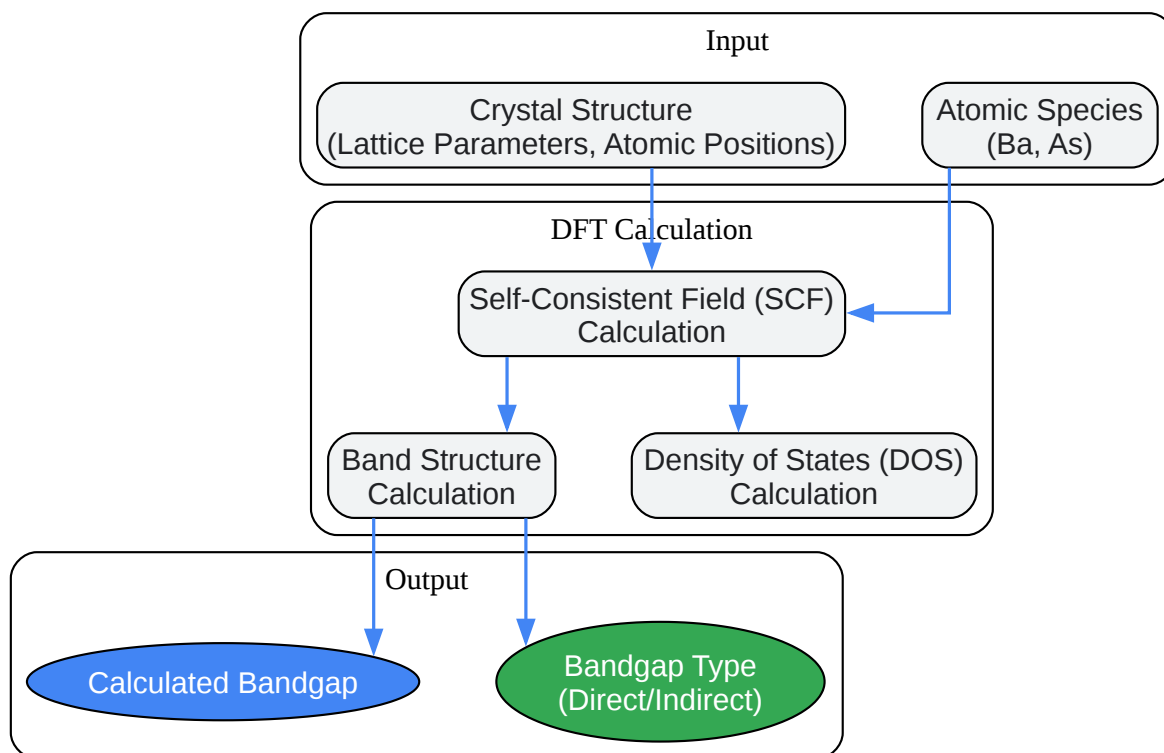 Input
Crystal Structure
(Lattice Parameters, Atomic Positions)
Atomic Species
(Ba, As)
DFT Calculation
Self-Consistent Field (SCF)
Calculation
Band Structure
Calculation
Density of States (DOS)
Calculation
Output
Calculated Bandgap
Bandgap Type
(Direct/Indirect)